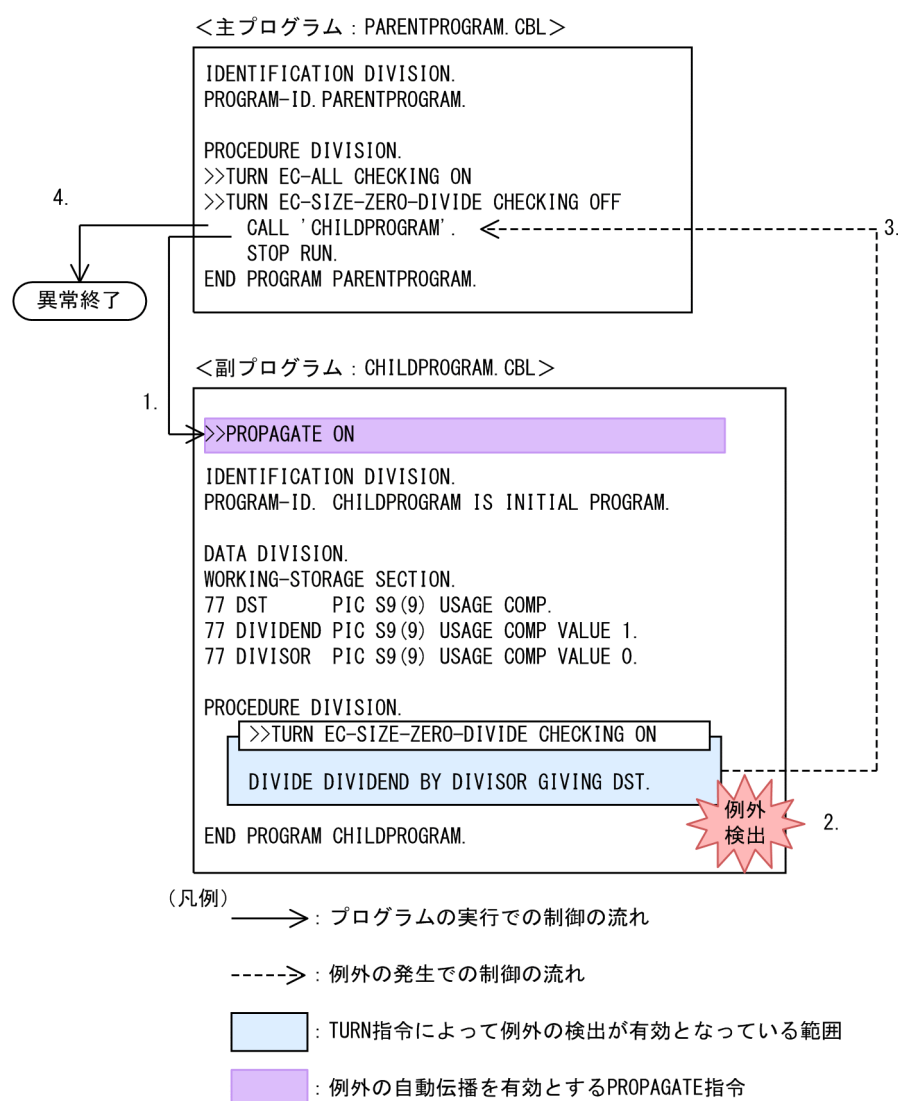 ＜主プログラム：PARENTPROGRAM.CBL＞
IDENTIFICATION DIVISION.
PROGRAM-ID.PARENTPROGRAM.
PROCEDURE DIVISION.
>>TURN EC-ALL CHECKING ON
>>TURN EC-SIZE-ZERO-DIVIDE CHECKING OFF
CALL 'CHILDPROGRAM'.
STOP RUN.
END PROGRAM PARENTPROGRAM.
4.
3.
異常終了
＜副プログラム：CHILDPROGRAM.CBL＞
1.
>>PROPAGATE ON
IDENTIFICATION DIVISION.
PROGRAM-ID. CHILDPROGRAM IS INITIAL PROGRAM.
DATA DIVISION.
WORKING-STORAGE SECTION.
77 DST      PIC S9(9) USAGE COMP.
77 DIVIDEND PIC S9(9) USAGE COMP VALUE 1.
77 DIVISOR  PIC S9(9) USAGE COMP VALUE 0.
PROCEDURE DIVISION.
>>TURN EC-SIZE-ZERO-DIVIDE CHECKING ON
DIVIDE DIVIDEND BY DIVISOR GIVING DST.
例外
検出
2.
END PROGRAM CHILDPROGRAM.
(凡例)
：プログラムの実行での制御の流れ
：例外の発生での制御の流れ
：TURN指令によって例外の検出が有効となっている範囲
：例外の自動伝播を有効とするPROPAGATE指令